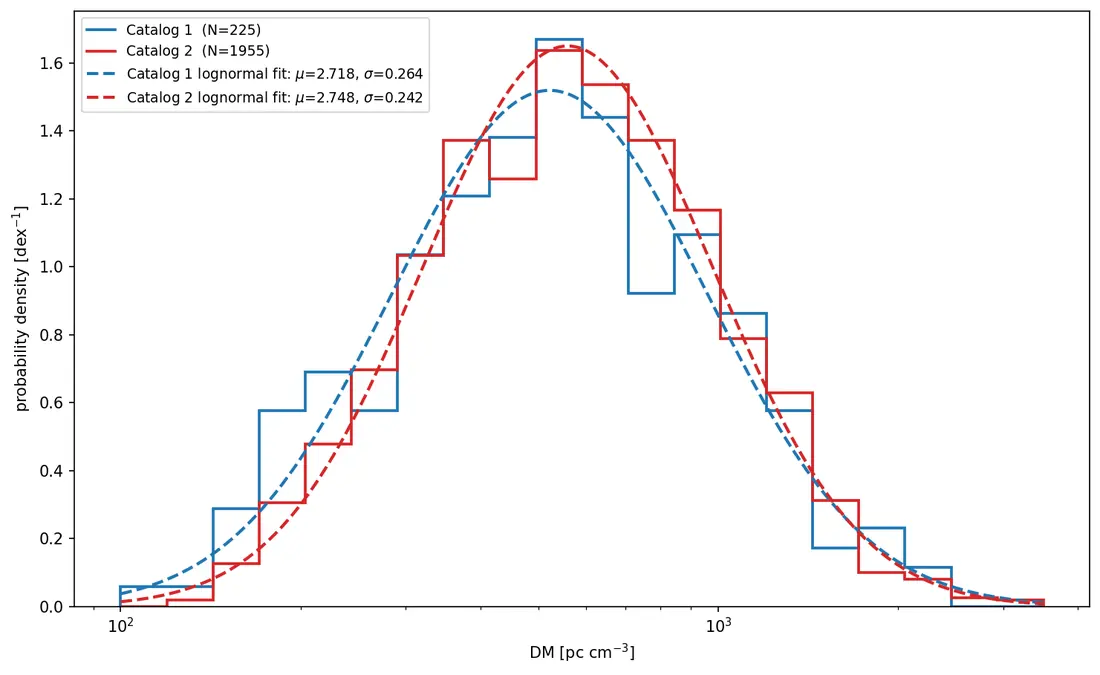 Catalog 1 (N=225)
Catalog 2 (N=1955)
Catalog 1 lognormal fit: μ=2.718, σ=0.264
Catalog 2 lognormal fit: μ=2.748, σ=0.242
probability density [dex⁻¹]
1.6
1.4
1.2
1.0
0.8
0.6
0.4
0.2
0.0
10²
10³
DM [pc cm⁻³]